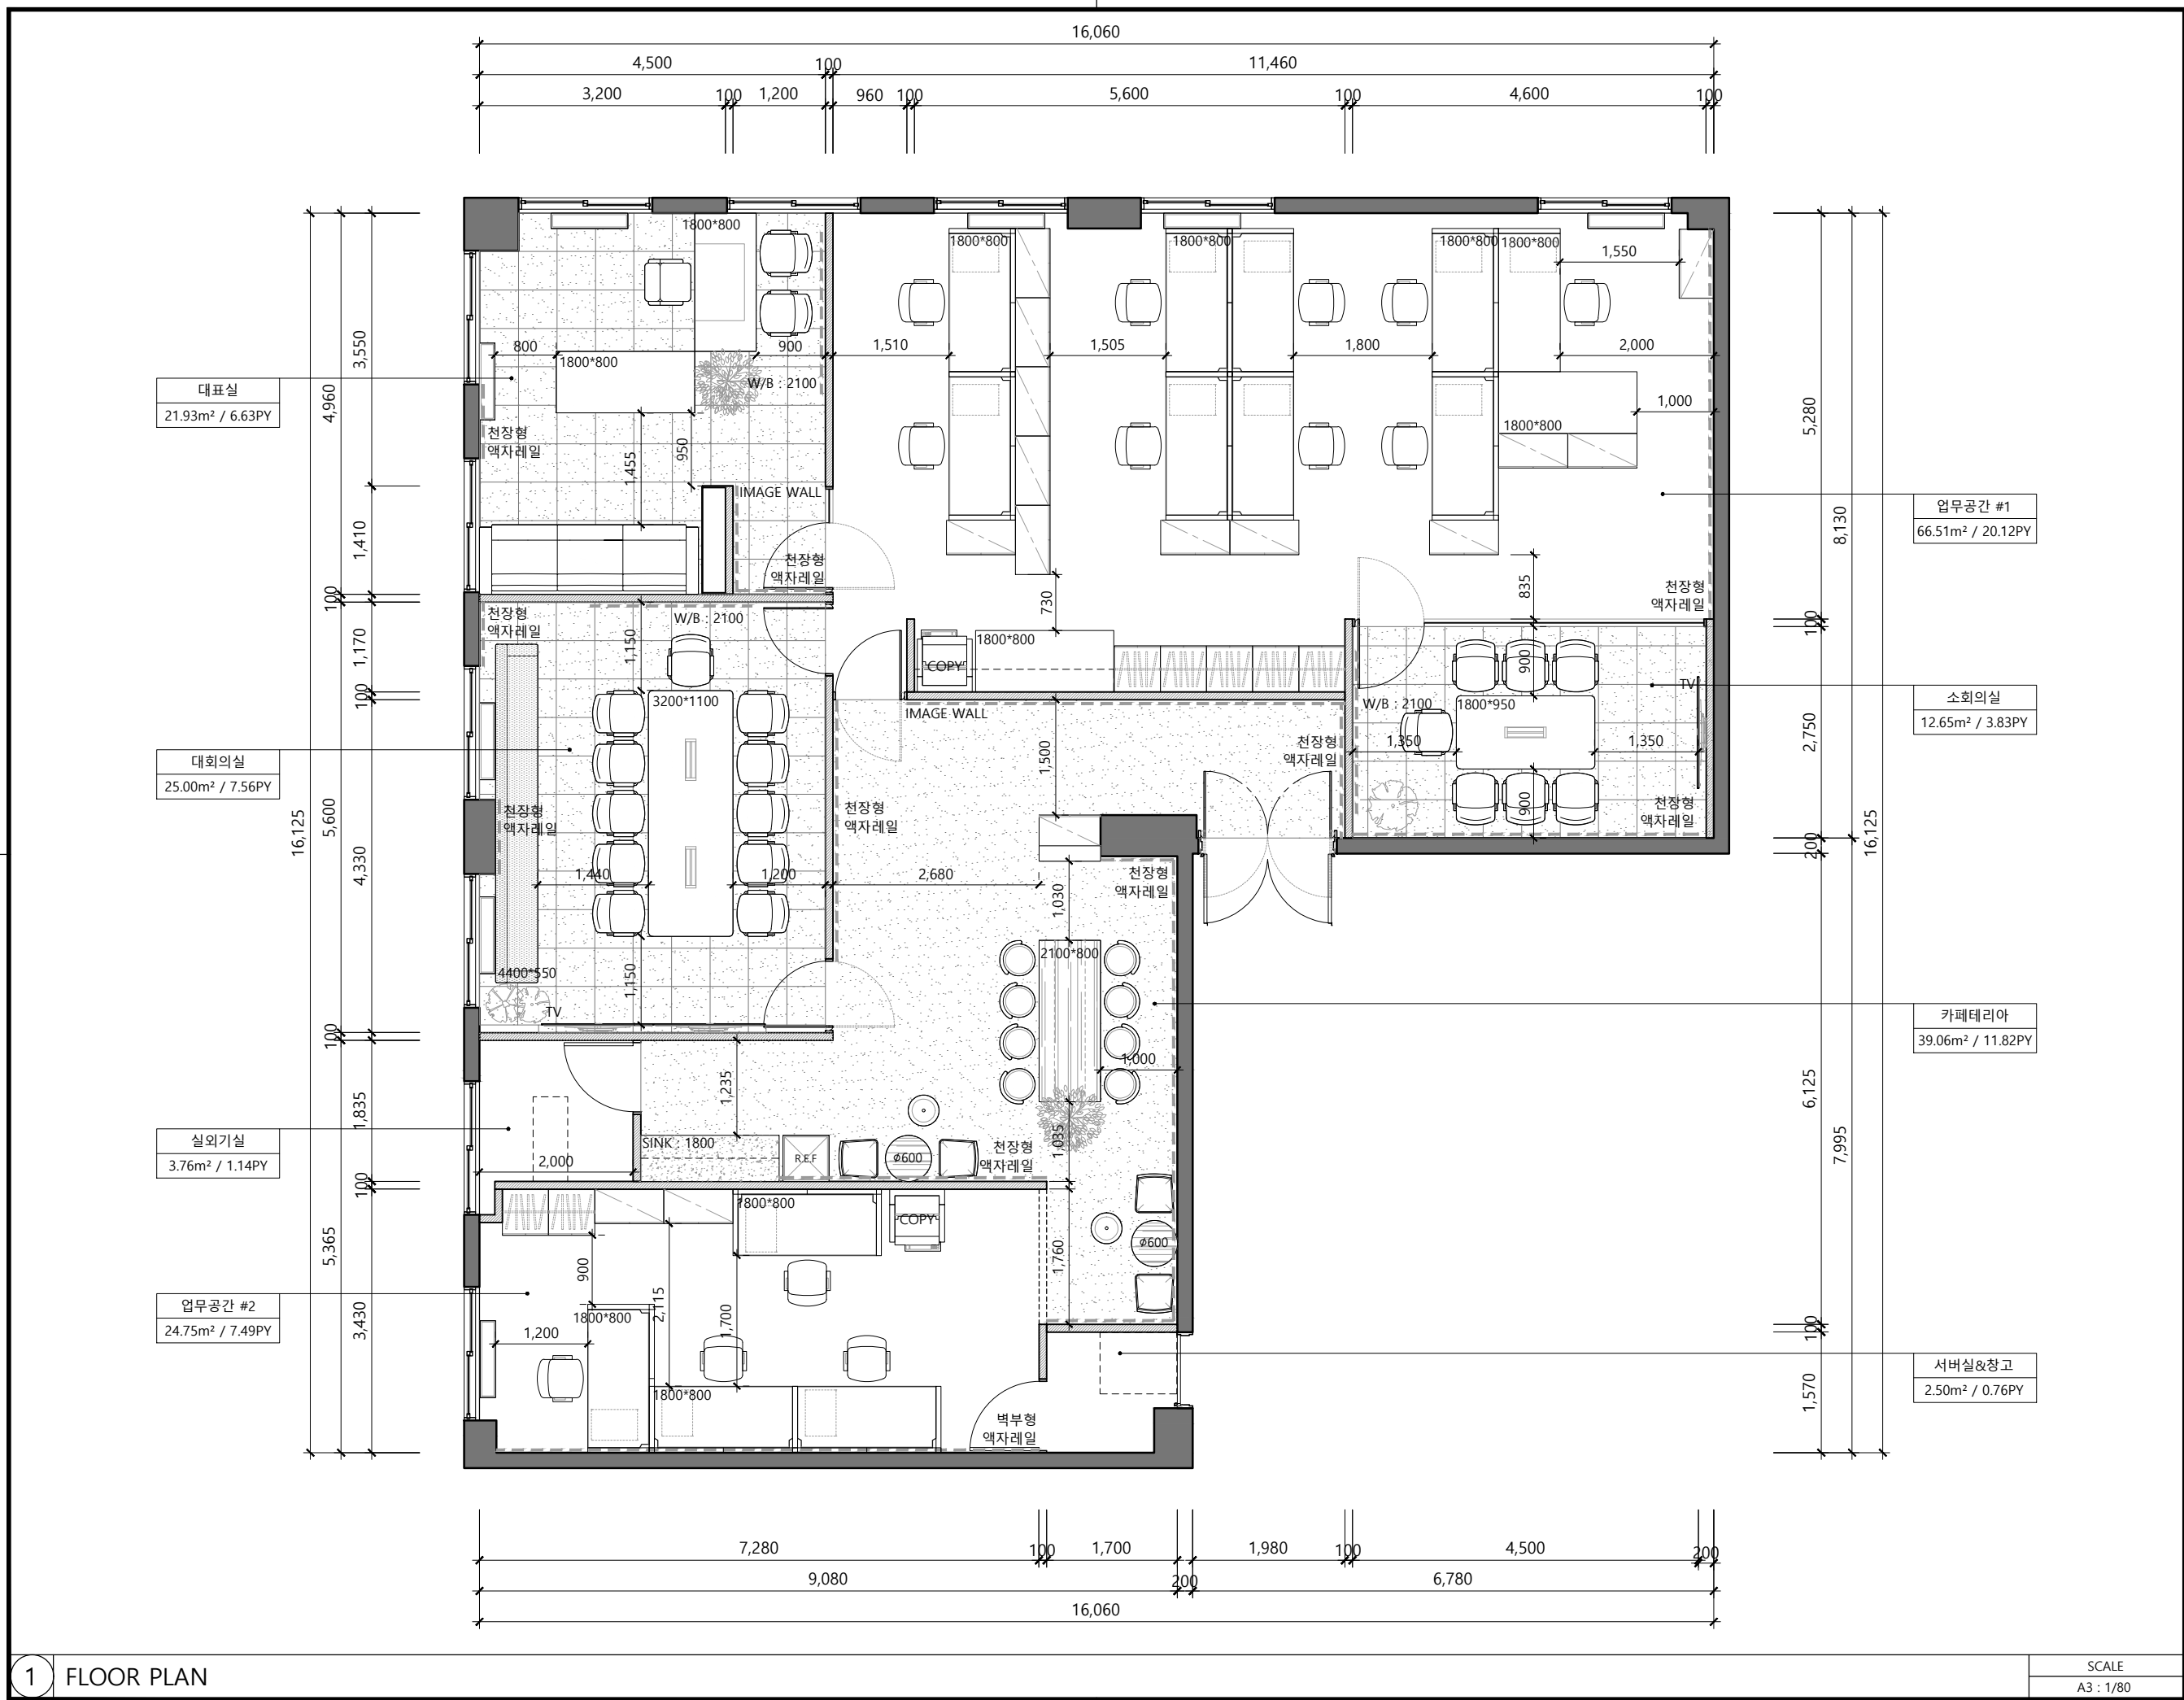 16,060
4,500
100
11,460
3,200
100
1,200
960
100
5,600
100
4,600
100
1800*800
1800*800
1800*800
1800*800
1800*800
1,550
3,550
4,960
800
1800*800
900
W/B : 2100
1,510
1,505
1,800
2,000
1,000
1800*800
5,280
대표실
21.93m² / 6.63PY
천장형
액자레일
1,455
950
IMAGE WALL
천장형
액자레일
1,410
업무공간 #1
66.51m² / 20.12PY
8,130
835
730
천장형
액자레일
100
100
천장형
액자레일
1,150
W/B : 2100
1,170
COPY
1800*800
900
TV
소회의실
12.65m² / 3.83PY
100
3200*1100
IMAGE WALL
W/B : 2100
1800*950
1,350
1,350
2,750
천장형
액자레일
1,500
대회의실
25.00m² / 7.56PY
천장형
액자레일
천장형
액자레일
900
천장형
액자레일
16,125
5,600
4,330
16,125
200
1,440
1,200
2,680
1,030
천장형
액자레일
2100*800
4400*550
1,150
TV
카페테리아
39.06m² / 11.82PY
100
1,000
1,235
1,835
6,125
실외기실
3.76m² / 1.14PY
2,000
SINK : 1800
R.E.F
ø600
천장형
액자레일
1,035
7,995
100
1800*800
COPY
ø600
5,365
900
1,760
업무공간 #2
24.75m² / 7.49PY
3,430
1,200
1800*800
2,115
1,700
100
서버실&창고
2.50m² / 0.76PY
1800*800
벽부형
액자레일
1,570
7,280
100
1,700
1,980
100
4,500
200
9,080
200
6,780
16,060
1
FLOOR PLAN
SCALE
A3 : 1/80